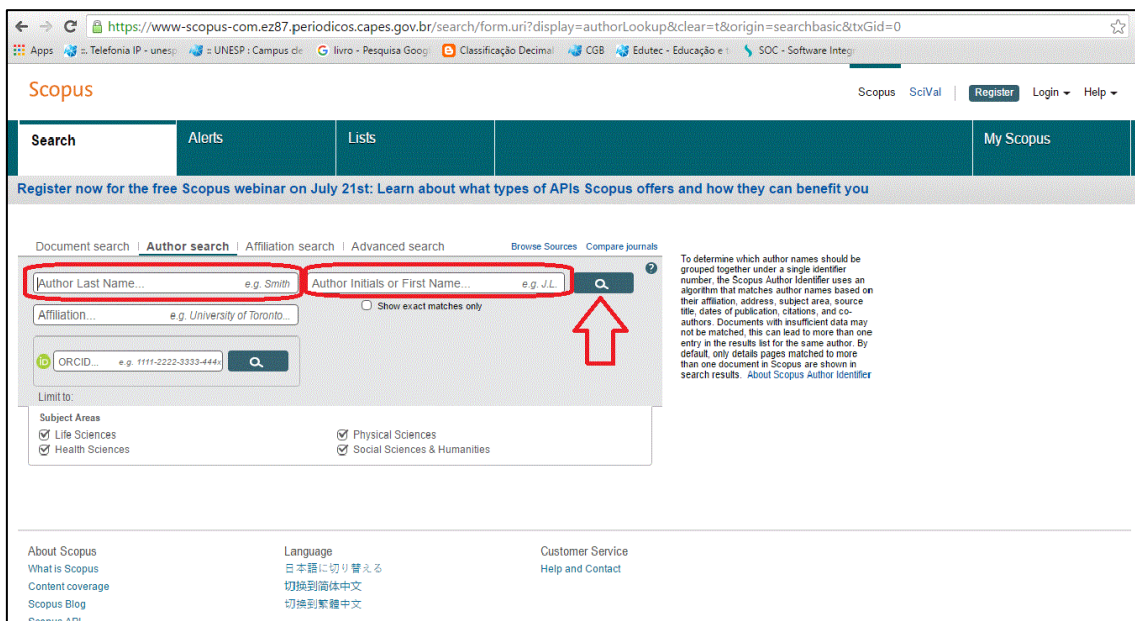 https://www-scopus-com.ez87.periodicos.capes.gov.br/search/form.uri?display=authorLookup&clear=t&origin=searchbasic&txGid=0
Apps ::. Telefonia IP - unesp :: UNESP : Campus de livro - Pesquisa Goog Classificação Decimal CGB Edutec - Educação e t SOC - Software Integ
Scopus
Scopus SciVal Register Login Help
Search Alerts Lists My Scopus
Register now for the free Scopus webinar on July 21st: Learn about what types of APIs Scopus offers and how they can benefit you
Document search | Author search | Affiliation search | Advanced search Browse Sources Compare journals
Author Last Name... e.g. Smith Author Initials or First Name... e.g. J.L. ?
Show exact matches only
Affiliation... e.g. University of Toronto...
iD ORCID... e.g. 1111-2222-3333-444x
Limit to:
Subject Areas
Life Sciences Physical Sciences
Health Sciences Social Sciences & Humanities
To determine which author names should be
grouped together under a single identifier
number, the Scopus Author Identifier uses an
algorithm that matches author names based on
their affiliation, address, subject area, source
title, dates of publication, citations, and co-
authors. Documents with insufficient data may
not be matched, this can lead to more than one
entry in the results list for the same author. By
default, only details pages matched to more
than one document in Scopus are shown in
search results. About Scopus Author Identifier
About Scopus Language Customer Service
What is Scopus 日本語に切り替える Help and Contact
Content coverage 切换到简体中文
Scopus Blog 切換到繁體中文
Scopus API